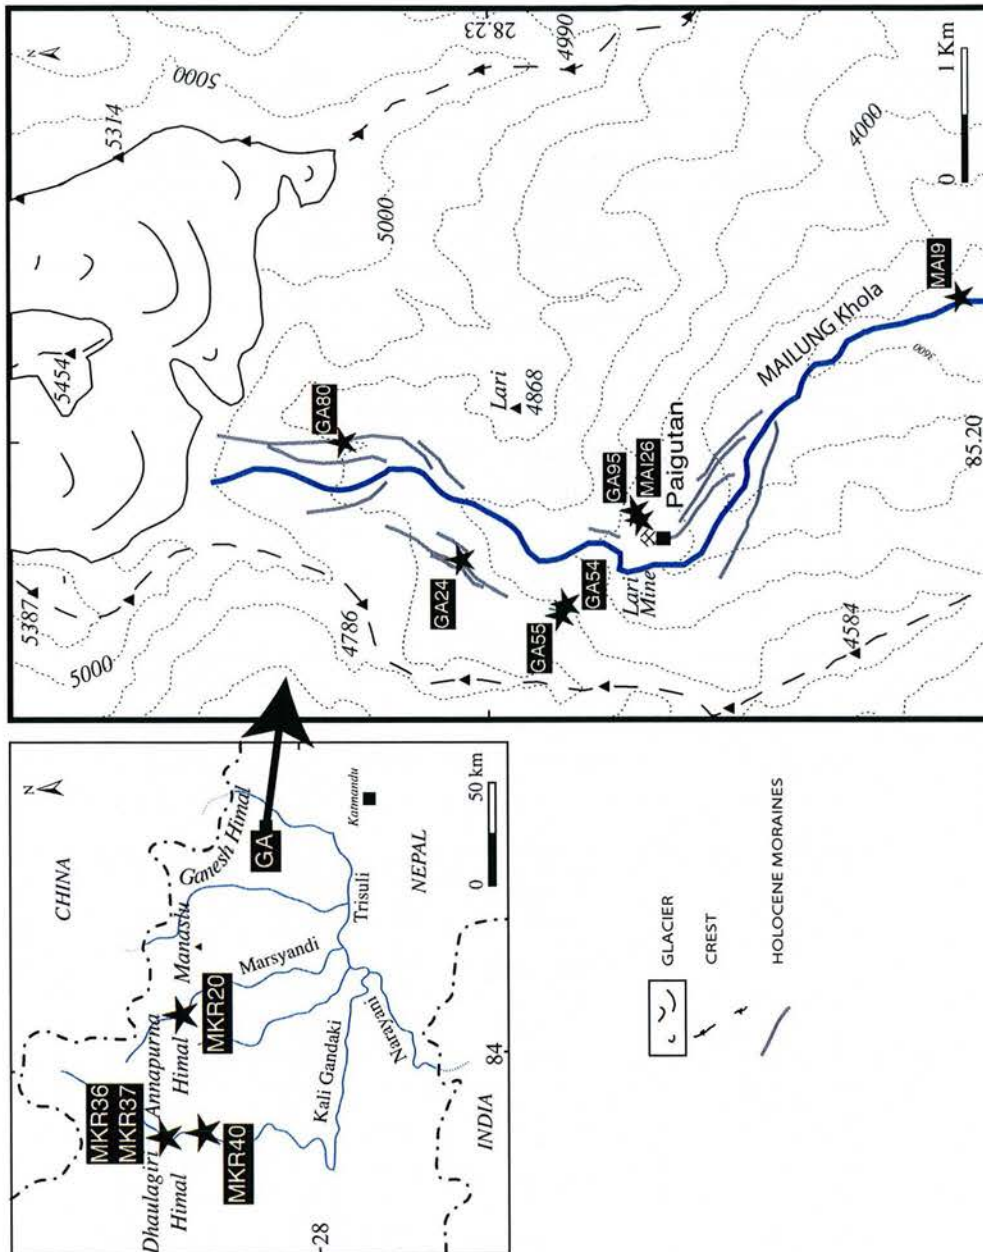 N
CHINA
Ganesh Himal
Manaslu
Annapurna
Himal
Dhaulagiri
Himal
MKR36
MKR37
MKR20
MKR40
GA
Marsyandi
Trisuli
Katmandu
Kali Gandaki
Narayani
NEPAL
INDIA
28
84
0
50 km
GLACIER
CREST
HOLOCENE MORAINES
N
5387
5454
5314
5000
5000
4990
28.23
4786
GA80
5000
GA24
Lari
4868
GA55
GA54
GA95
MAI26
Paigutan
Lari
Mine
4584
MAILUNG Khola
3600
4000
MAI9
85.20
0
1 Km